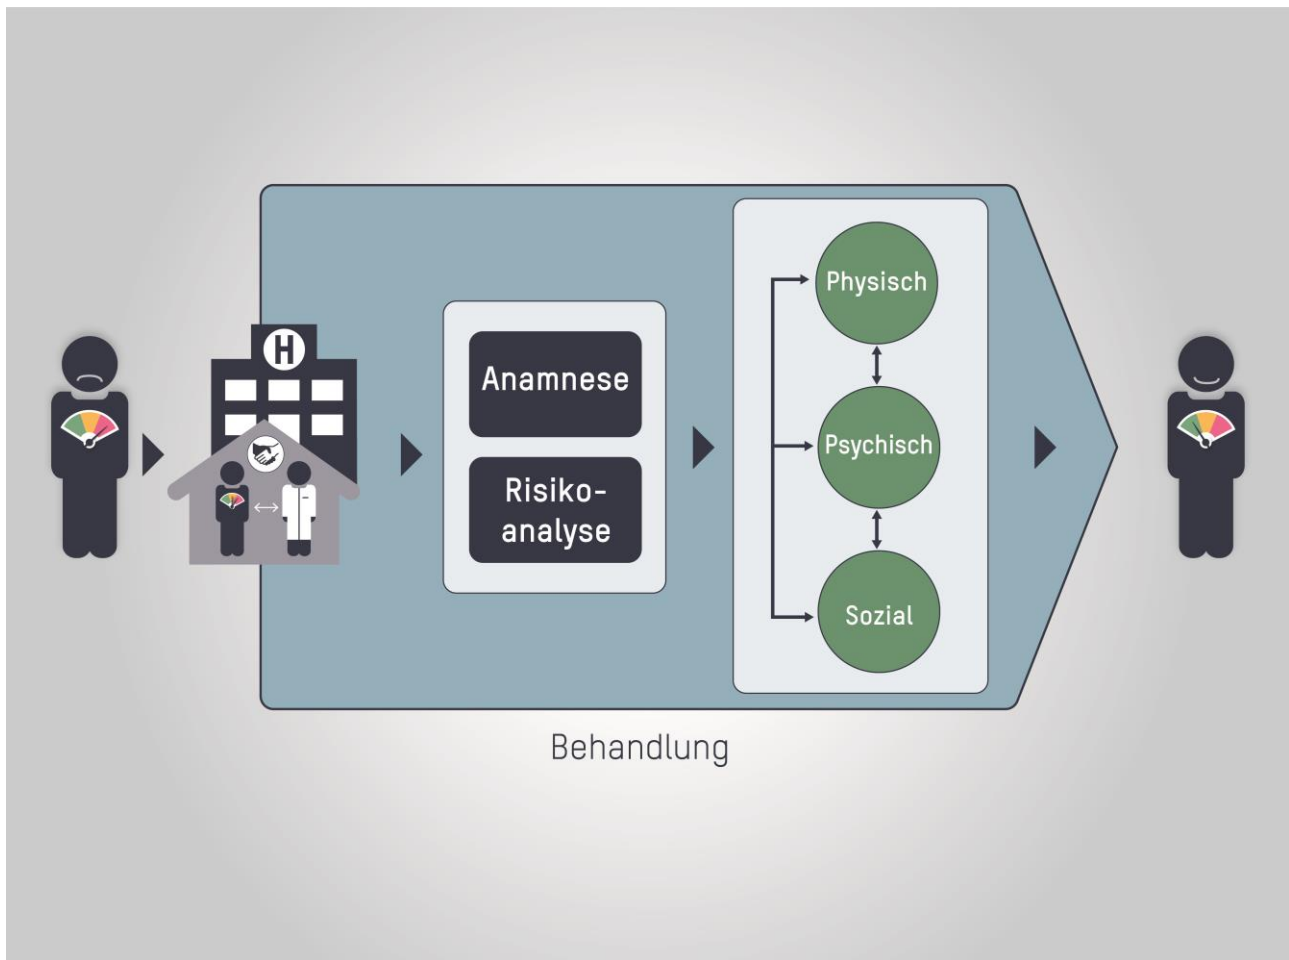 H
Anamnese
Risiko-
analyse
Physisch
Psychisch
Sozial
Behandlung